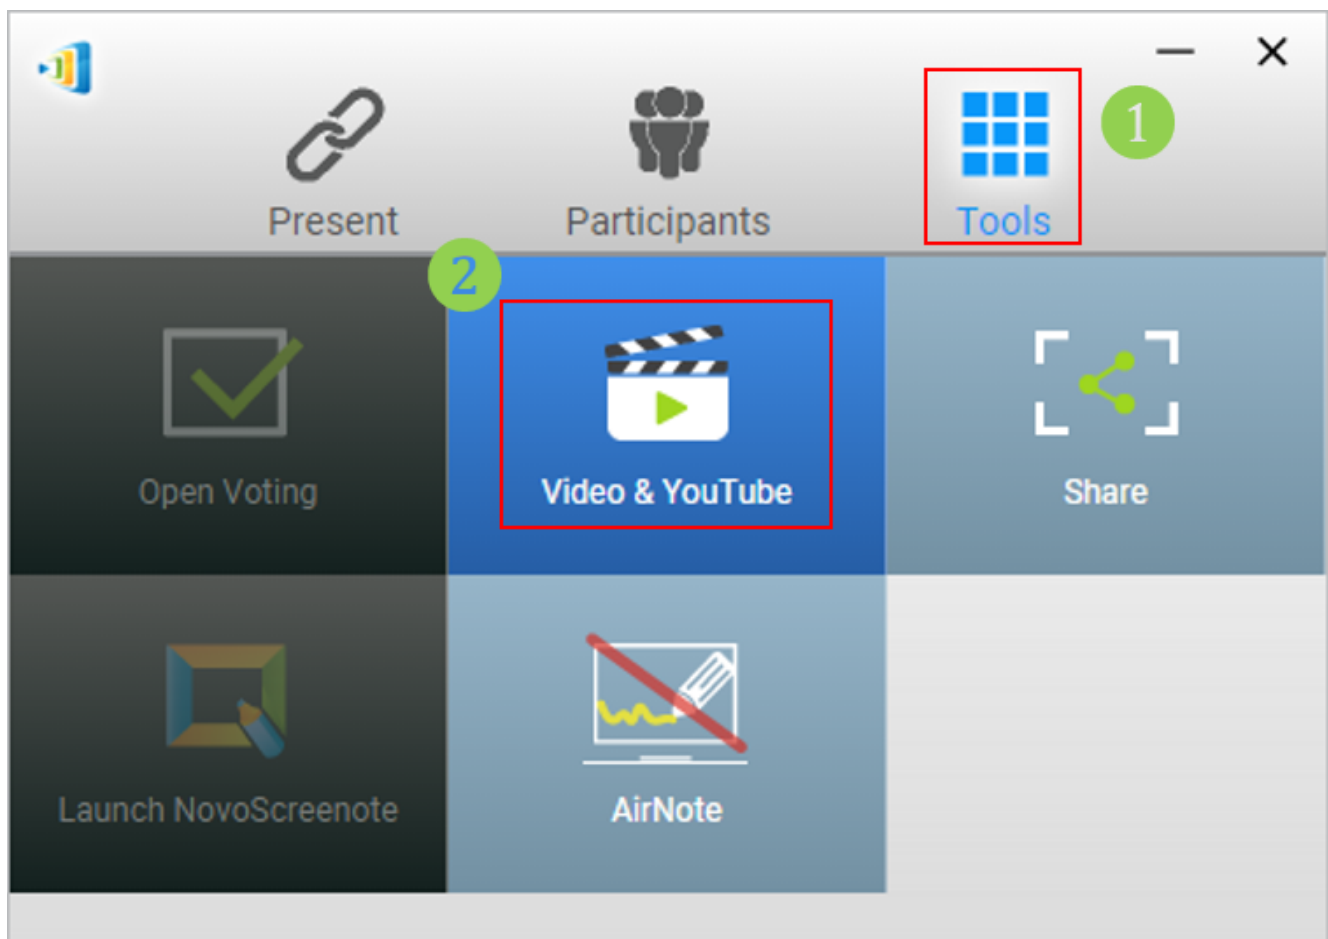 1
Present
Participants
Tools
2
Open Voting
Video & YouTube
Share
Launch NovoScreenote
AirNote